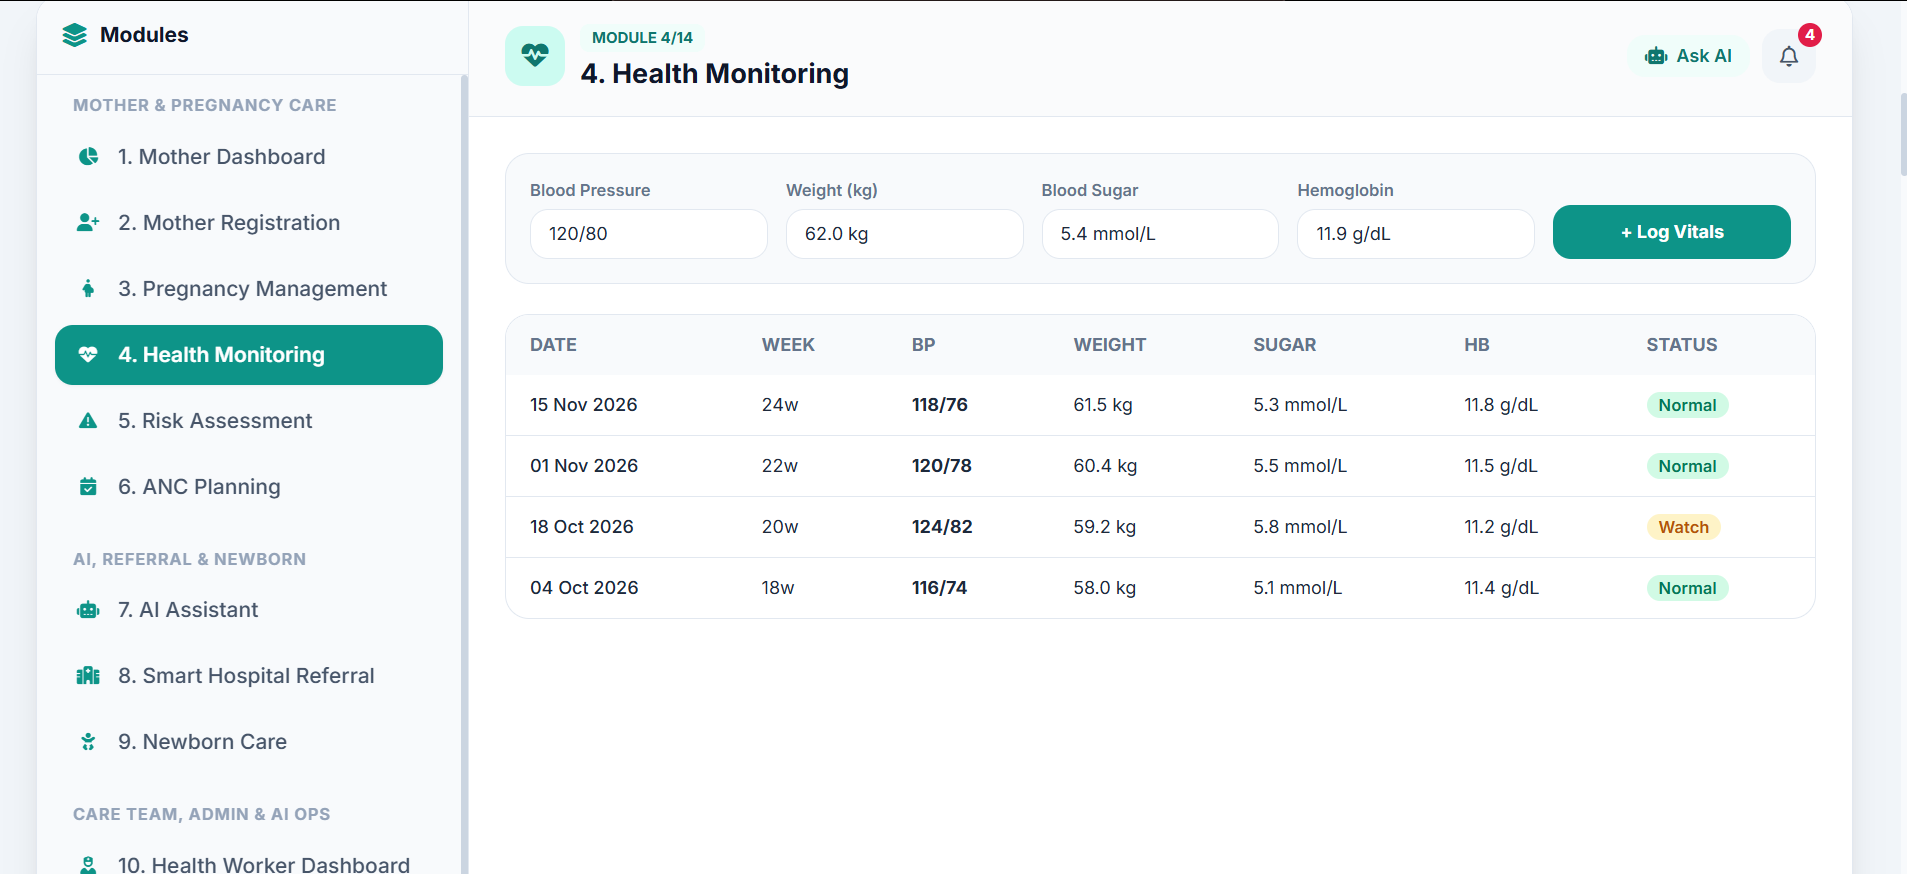 Modules
MOTHER & PREGNANCY CARE
1. Mother Dashboard
2. Mother Registration
3. Pregnancy Management
4. Health Monitoring
5. Risk Assessment
6. ANC Planning
AI, REFERRAL & NEWBORN
7. AI Assistant
8. Smart Hospital Referral
9. Newborn Care
CARE TEAM, ADMIN & AI OPS
10. Health Worker Dashboard
MODULE 4/14
4. Health Monitoring
Ask AI
4
Blood Pressure Weight (kg) Blood Sugar Hemoglobin
120/80 62.0 kg 5.4 mmol/L 11.9 g/dL + Log Vitals
DATE WEEK BP WEIGHT SUGAR HB STATUS
15 Nov 2026 24w 118/76 61.5 kg 5.3 mmol/L 11.8 g/dL Normal
01 Nov 2026 22w 120/78 60.4 kg 5.5 mmol/L 11.5 g/dL Normal
18 Oct 2026 20w 124/82 59.2 kg 5.8 mmol/L 11.2 g/dL Watch
04 Oct 2026 18w 116/74 58.0 kg 5.1 mmol/L 11.4 g/dL Normal